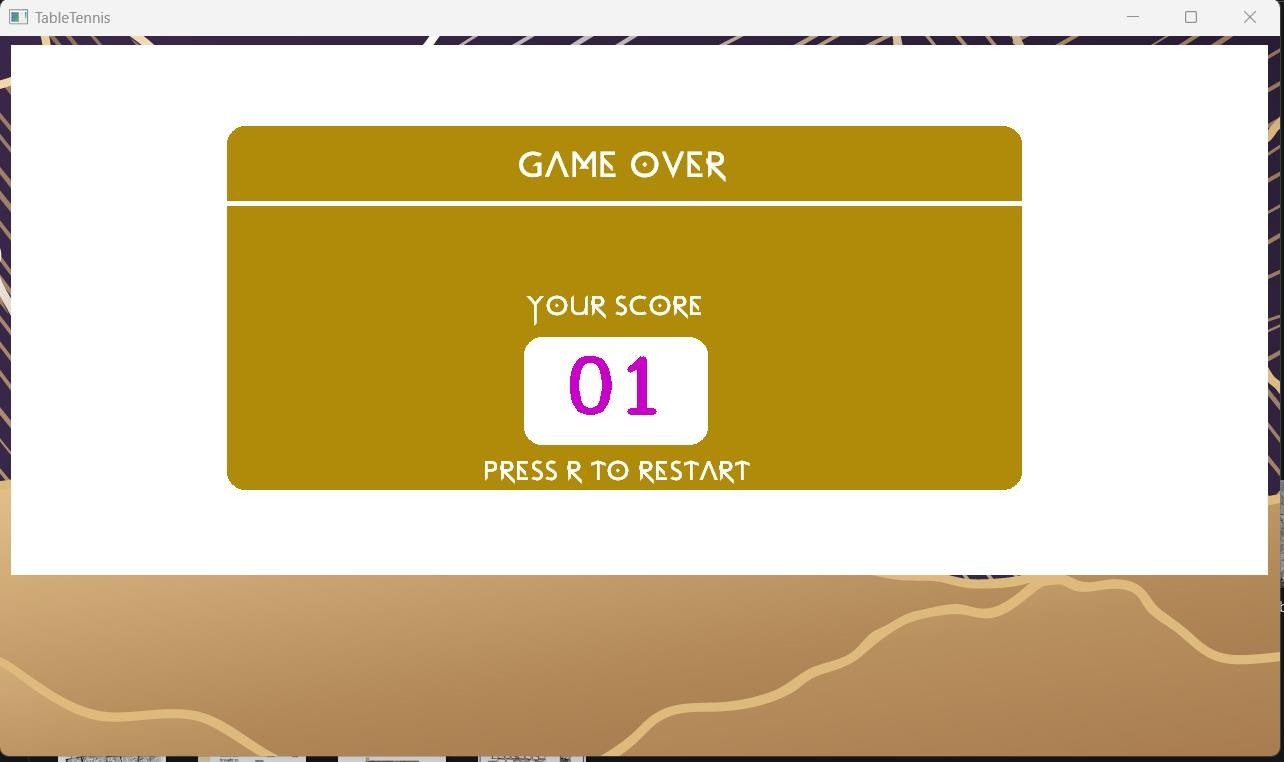 TableTennis
GAME OVER
YOUR SCORE
01
PRESS R TO RESTART